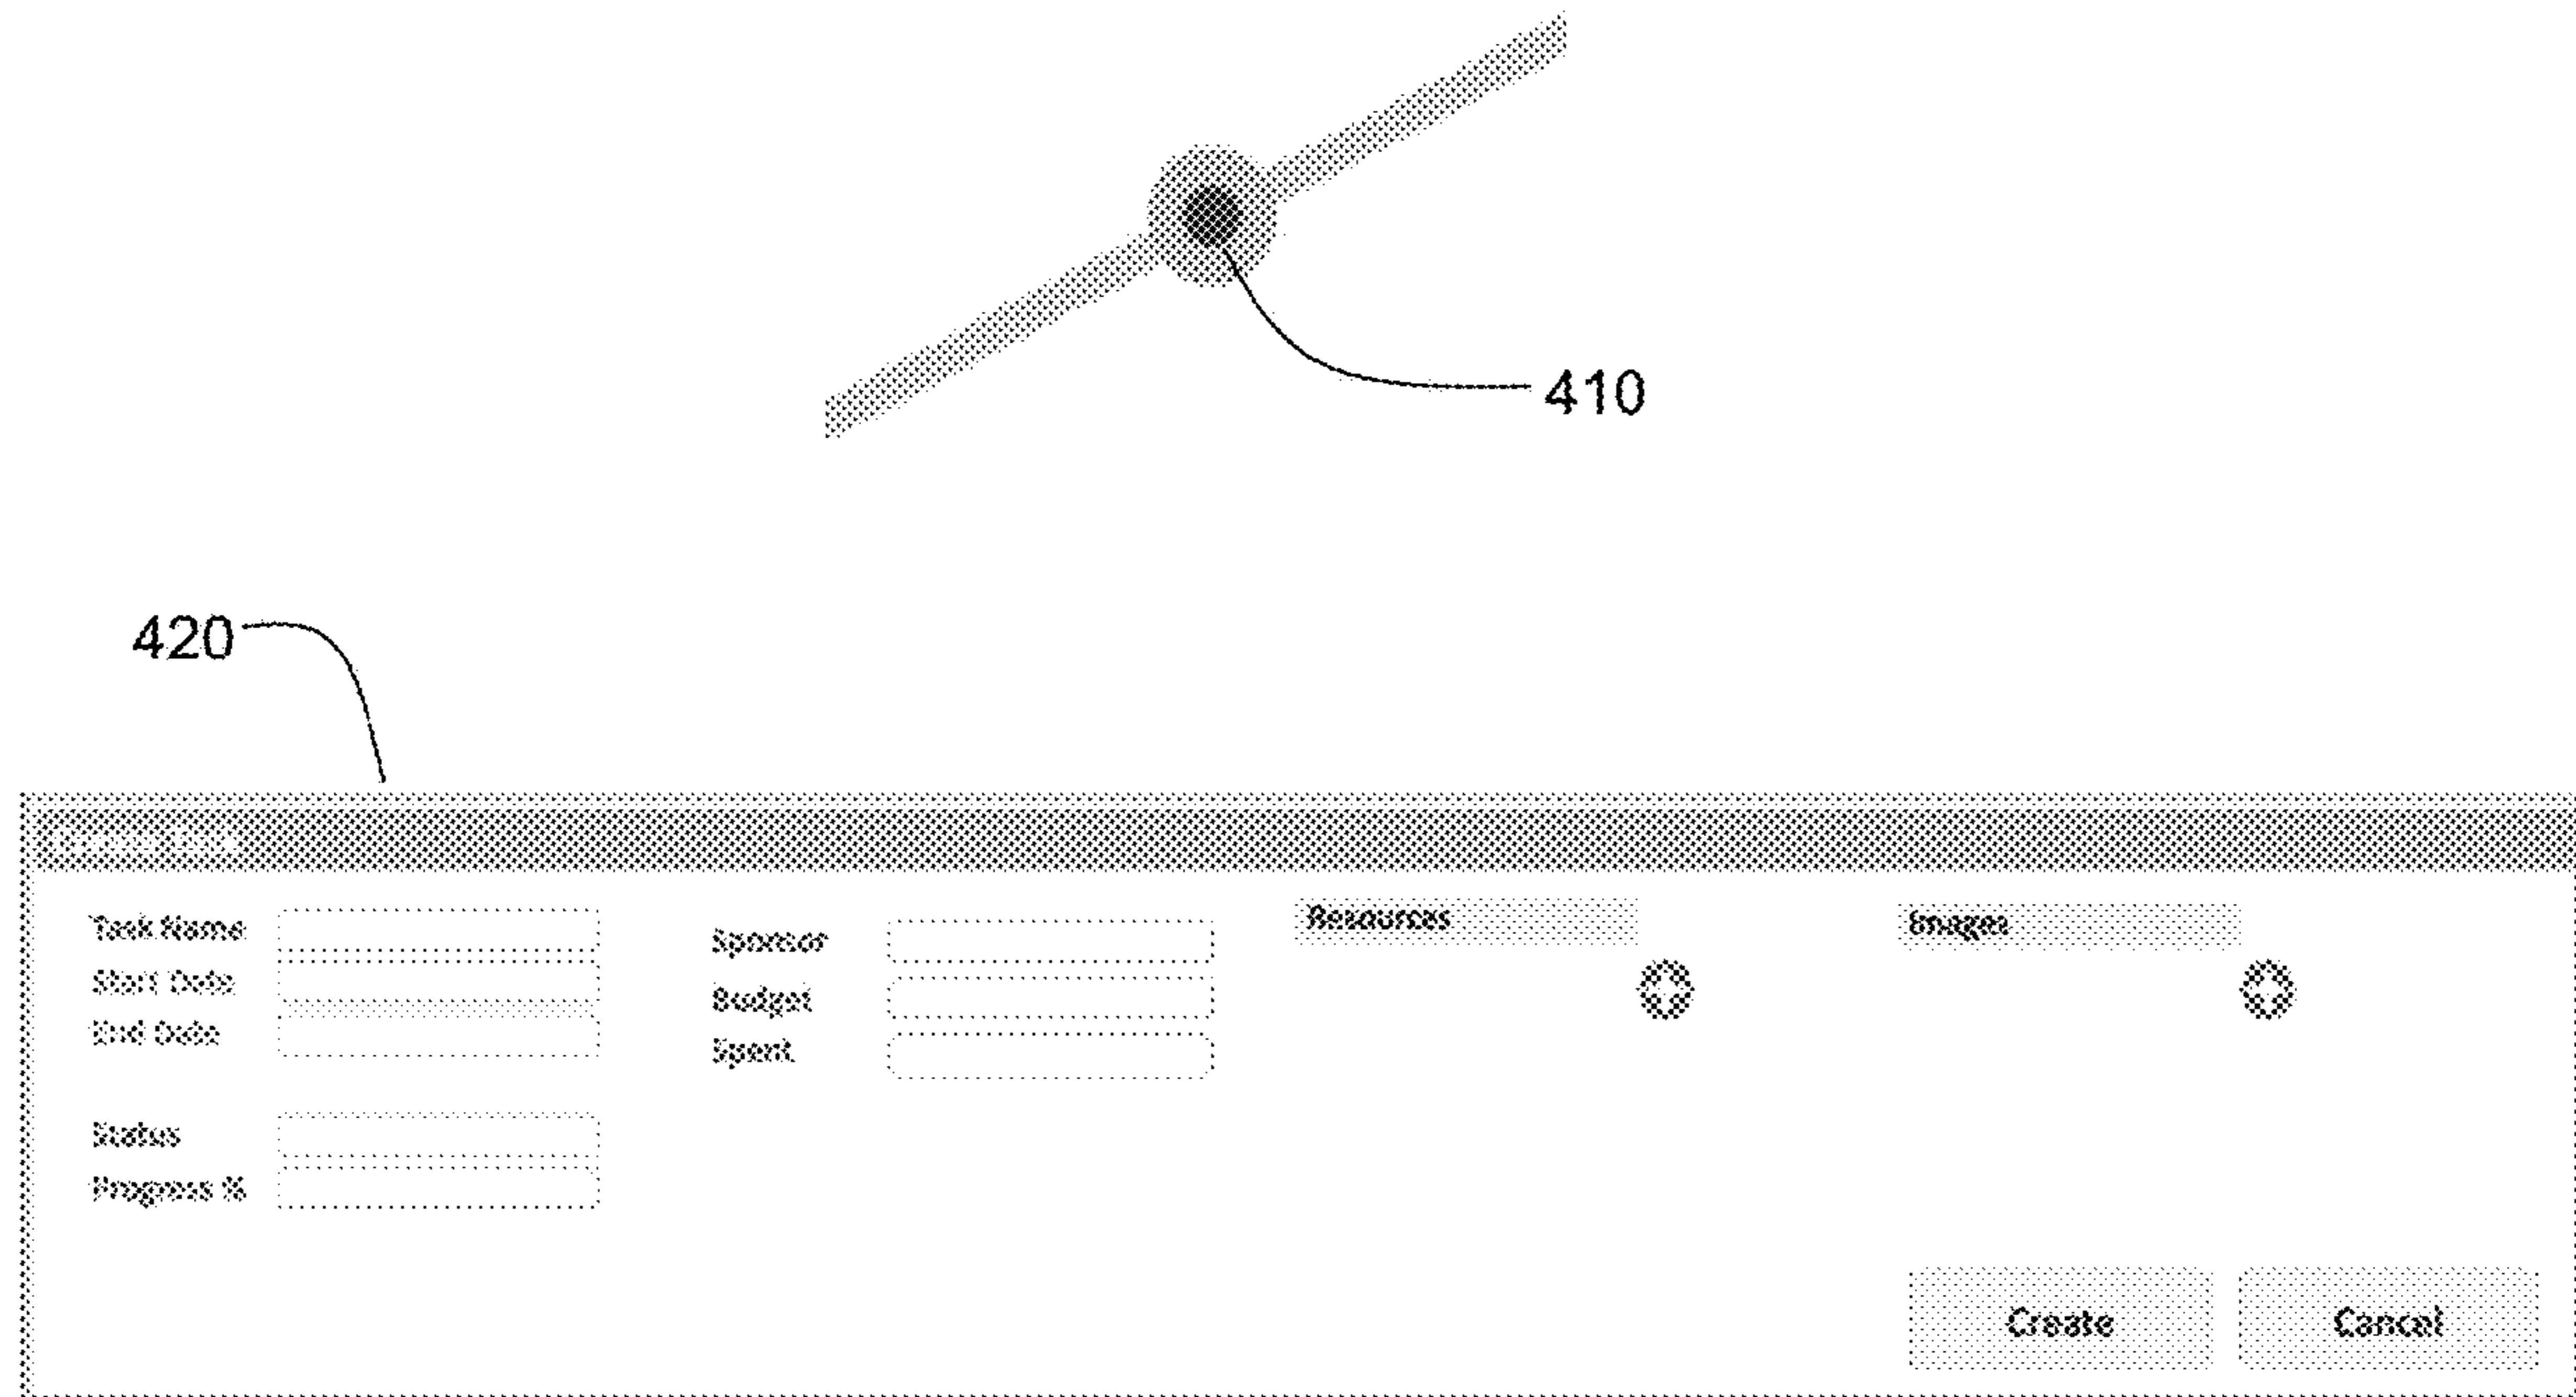 410
420
Task Name
Start Date
End Date
Status
Progress %
Sponsor
Budget
Spent
Resources
Images
Create
Cancel